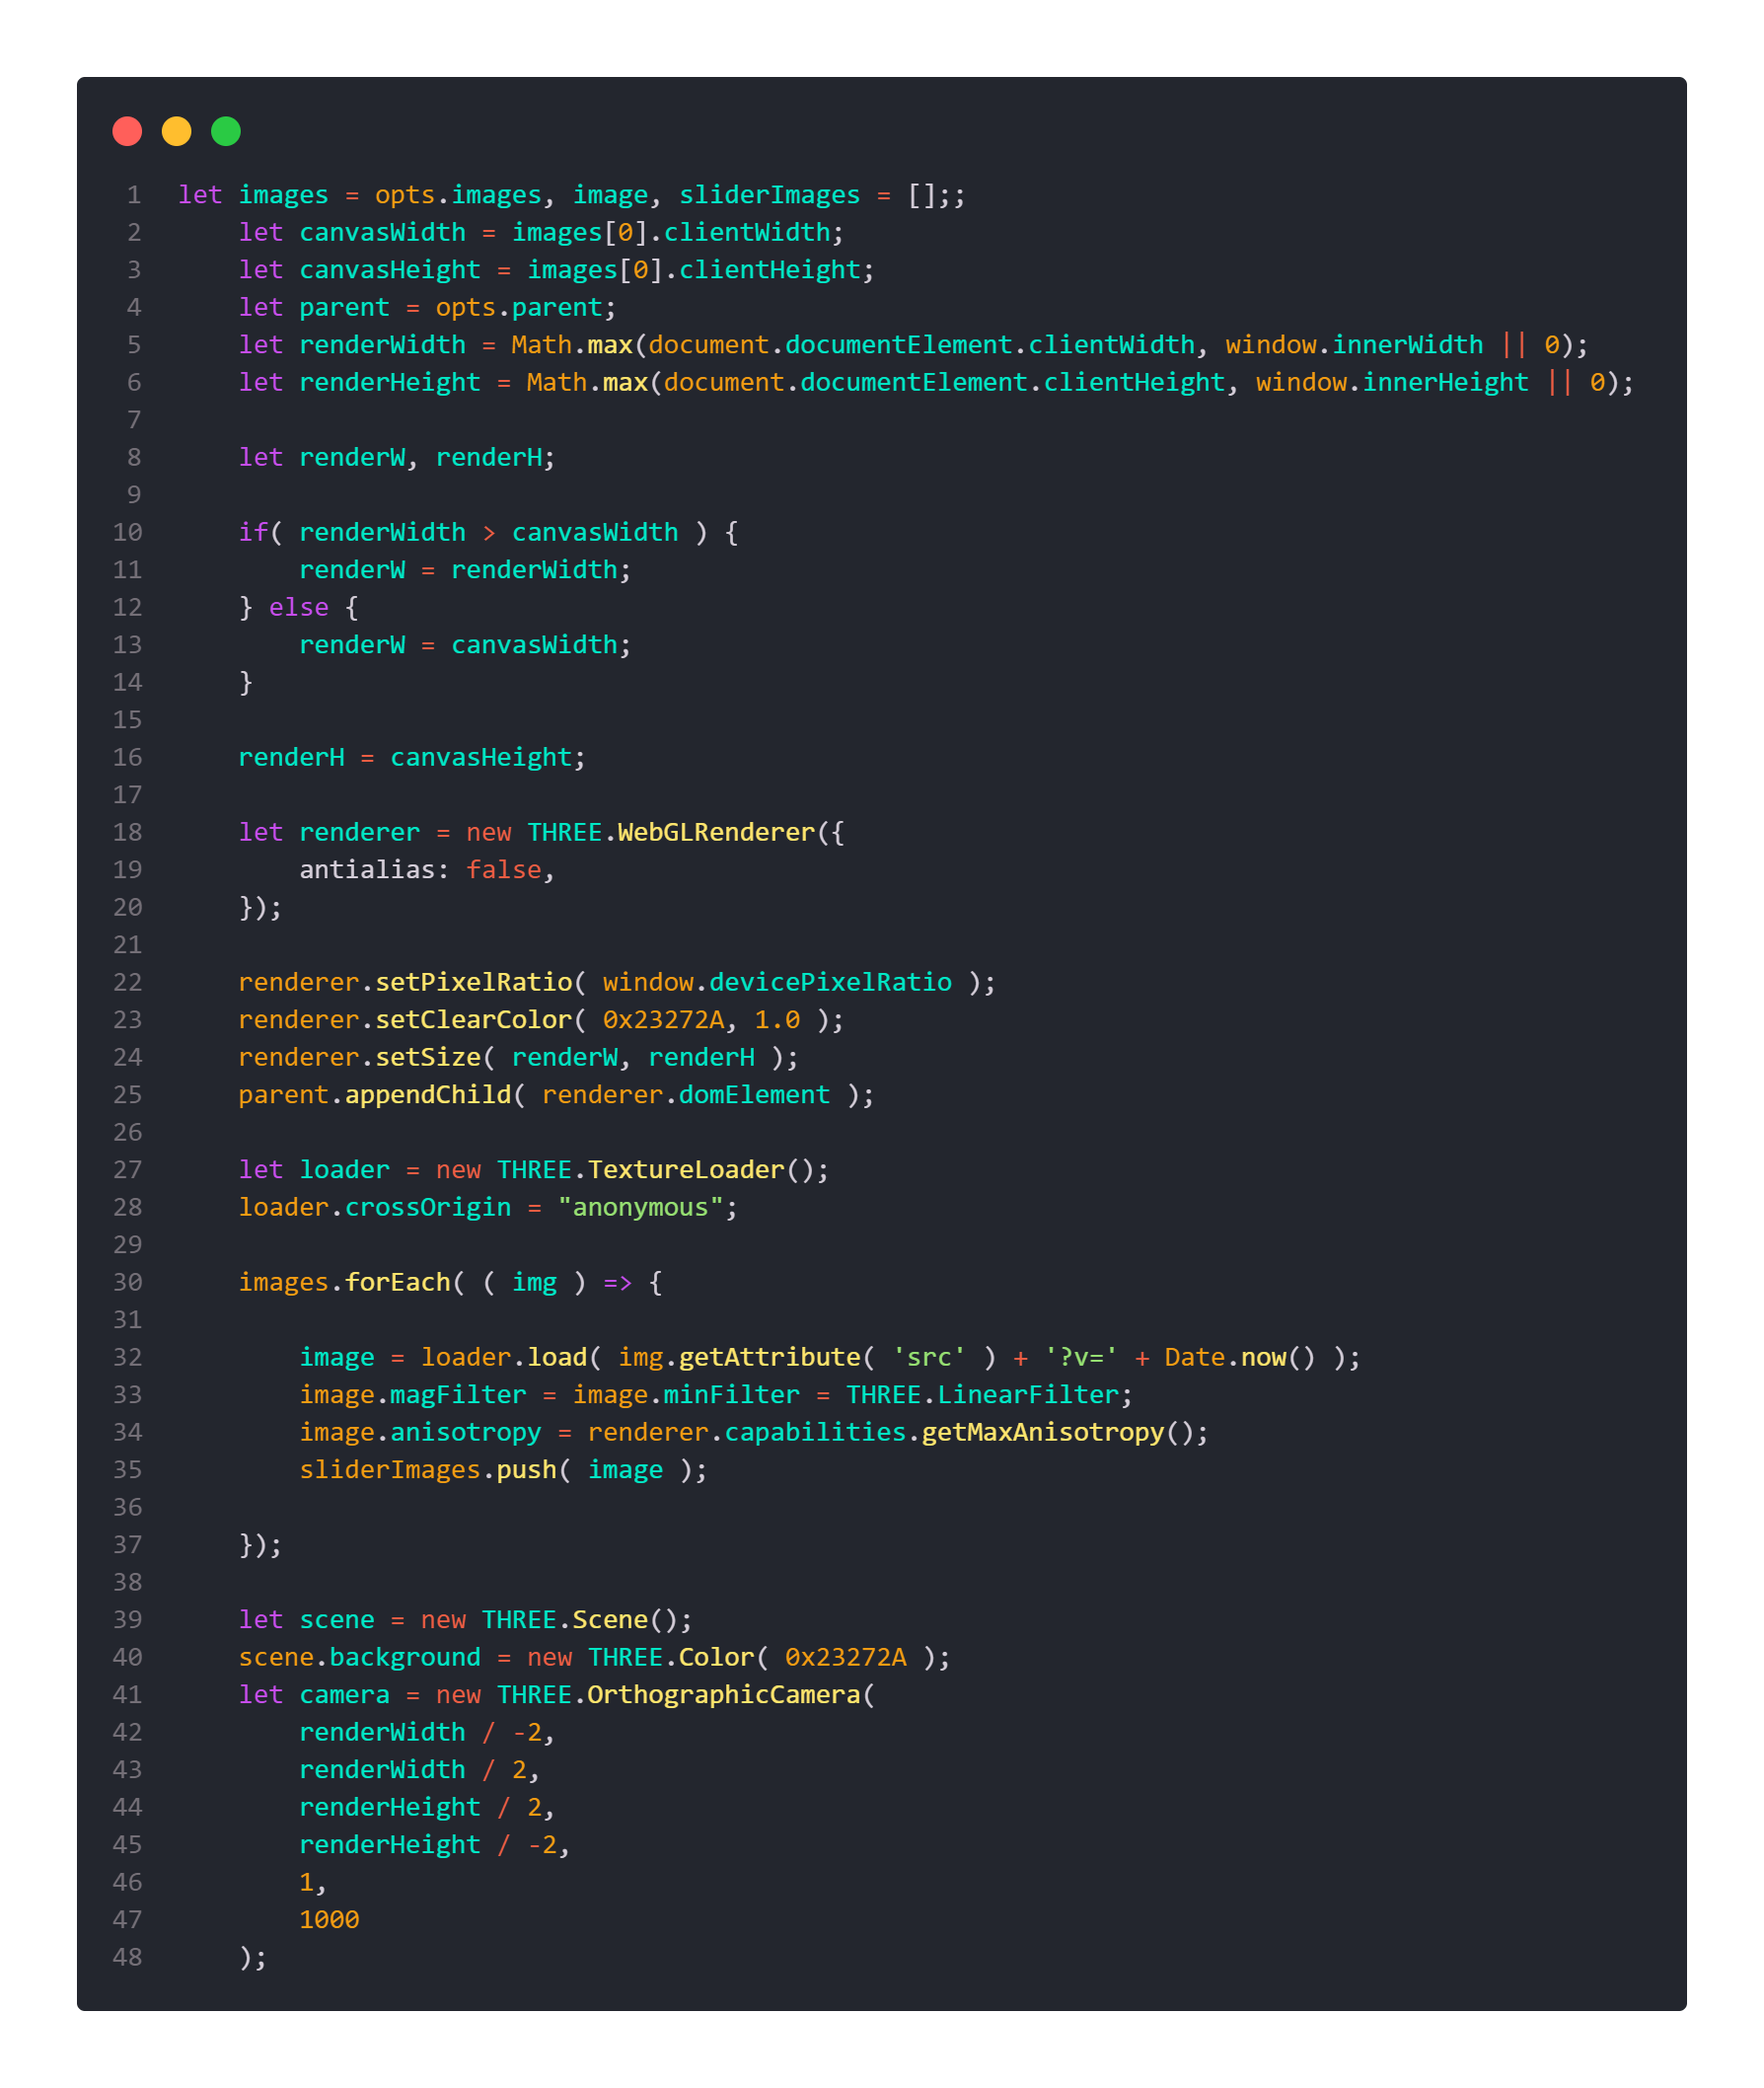 1 let images = opts.images, image, sliderImages = [];;
2     let canvasWidth = images[0].clientWidth;
3     let canvasHeight = images[0].clientHeight;
4     let parent = opts.parent;
5     let renderWidth = Math.max(document.documentElement.clientWidth, window.innerWidth || 0);
6     let renderHeight = Math.max(document.documentElement.clientHeight, window.innerHeight || 0);
7
8     let renderW, renderH;
9
10     if( renderWidth > canvasWidth ) {
11         renderW = renderWidth;
12     } else {
13         renderW = canvasWidth;
14     }
15
16     renderH = canvasHeight;
17
18     let renderer = new THREE.WebGLRenderer({
19         antialias: false,
20     });
21
22     renderer.setPixelRatio( window.devicePixelRatio );
23     renderer.setClearColor( 0x23272A, 1.0 );
24     renderer.setSize( renderW, renderH );
25     parent.appendChild( renderer.domElement );
26
27     let loader = new THREE.TextureLoader();
28     loader.crossOrigin = "anonymous";
29
30     images.forEach( ( img ) => {
31
32         image = loader.load( img.getAttribute( 'src' ) + '?v=' + Date.now() );
33         image.magFilter = image.minFilter = THREE.LinearFilter;
34         image.anisotropy = renderer.capabilities.getMaxAnisotropy();
35         sliderImages.push( image );
36
37     });
38
39     let scene = new THREE.Scene();
40     scene.background = new THREE.Color( 0x23272A );
41     let camera = new THREE.OrthographicCamera(
42         renderWidth / -2,
43         renderWidth / 2,
44         renderHeight / 2,
45         renderHeight / -2,
46         1,
47         1000
48     );